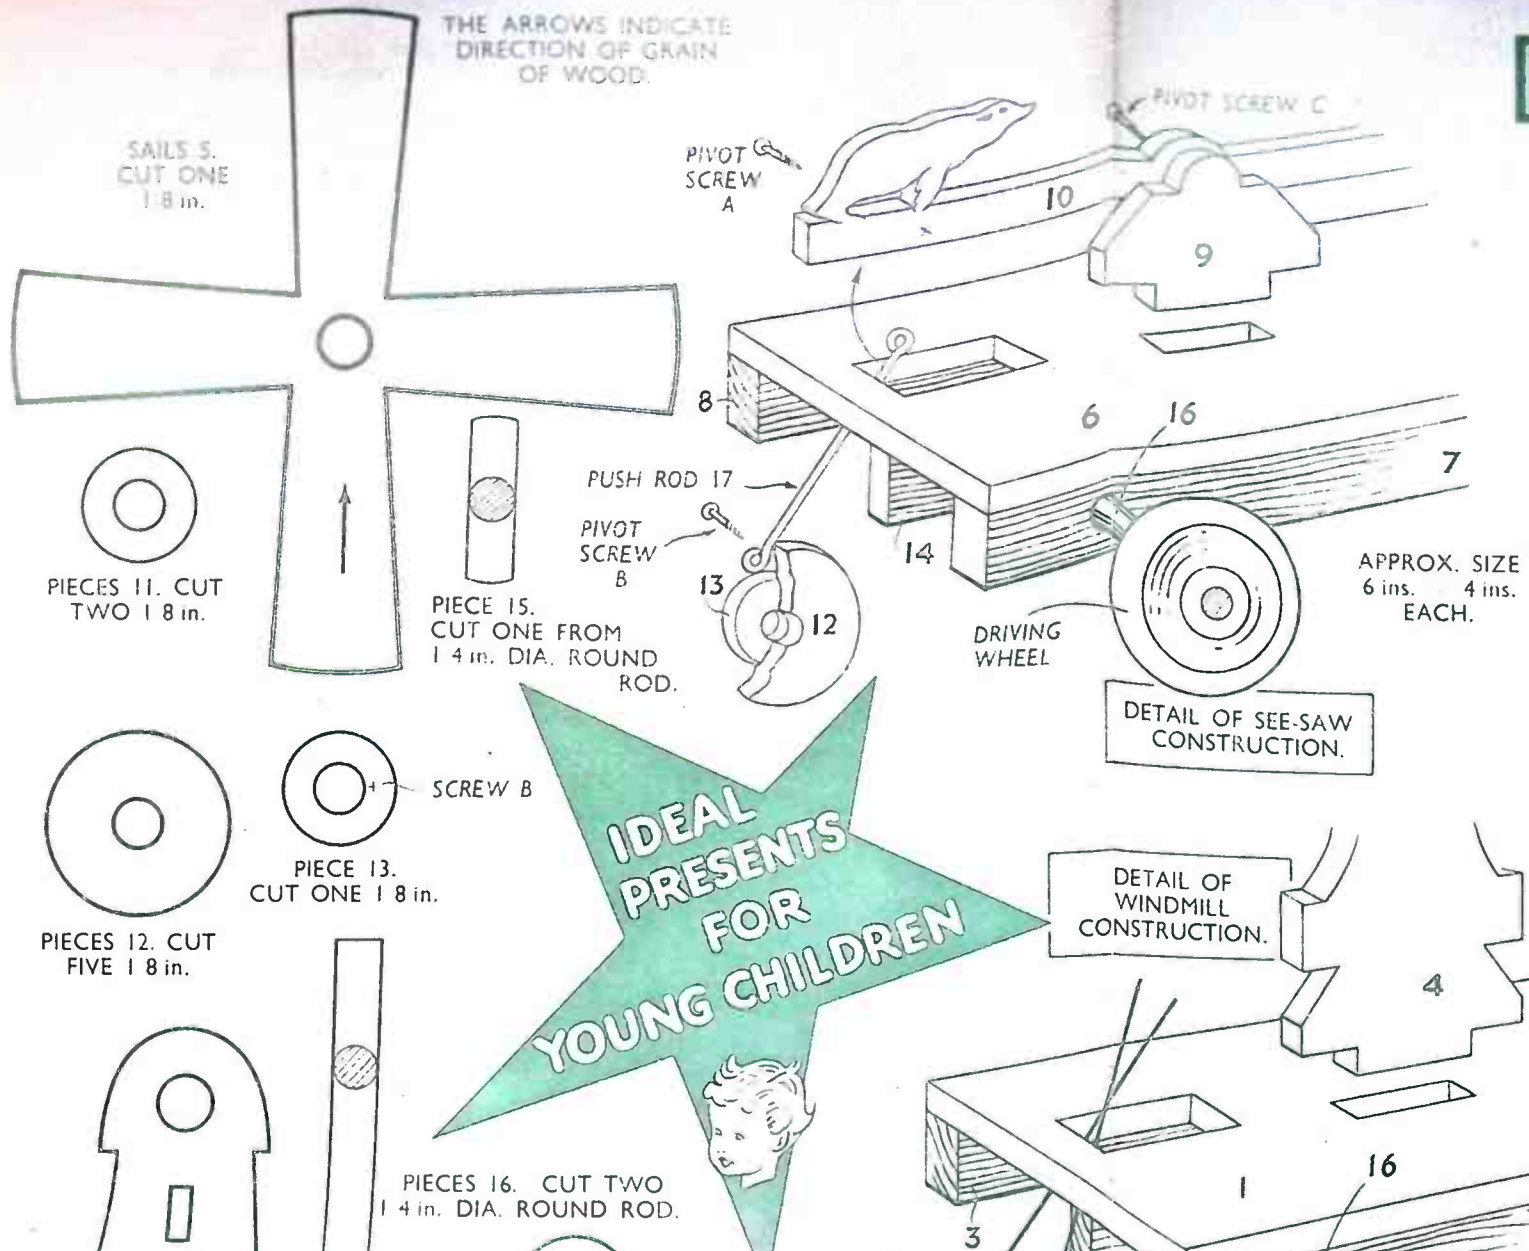 THE ARROWS INDICATE
DIRECTION OF GRAIN
OF WOOD.
SAILS 5.
CUT ONE
1 8 in.
PIVOT
SCREW
A
PIVOT SCREW C
10
9
8
6
16
7
PUSH ROD 17
PIVOT
SCREW
B
14
13
12
PIECES 11. CUT
TWO 1 8 in.
PIECE 15.
CUT ONE FROM
1 4 in. DIA. ROUND
ROD.
DRIVING
WHEEL
APPROX. SIZE
6 ins. 4 ins.
EACH.
DETAIL OF SEE-SAW
CONSTRUCTION.
SCREW B
PIECE 13.
CUT ONE 1 8 in.
PIECES 12. CUT
FIVE 1 8 in.
IDEAL
PRESENTS
FOR
YOUNG CHILDREN
DETAIL OF
WINDMILL
CONSTRUCTION.
4
PIECES 16. CUT TWO
1 4 in. DIA. ROUND ROD.
1
16
3